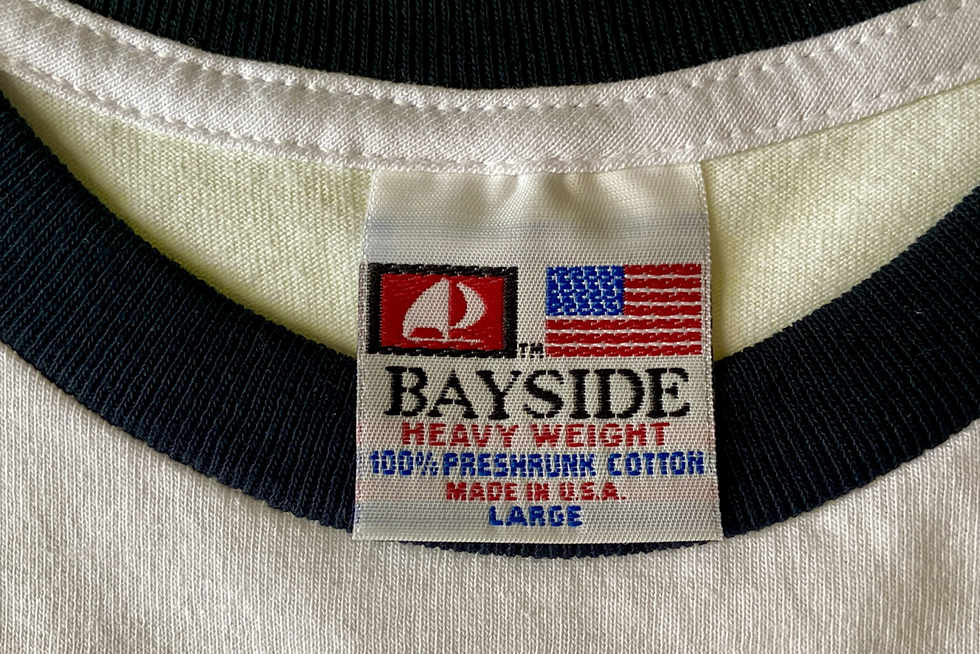 TM
BAYSIDE
HEAVY WEIGHT
100% PRESHRUNK COTTON
MADE IN U.S.A.
LARGE